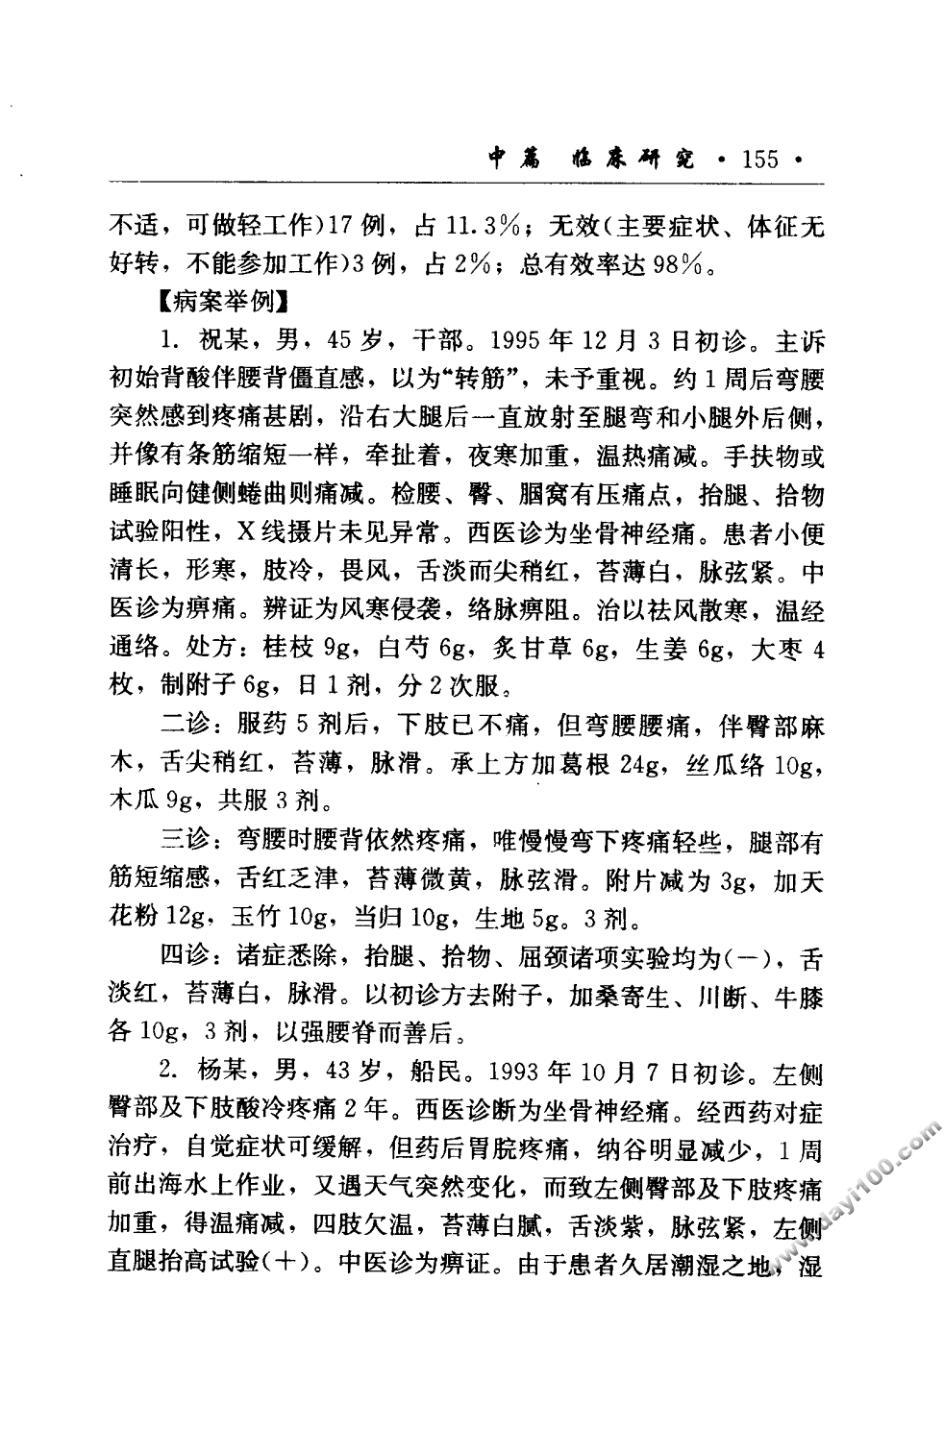 中篇 临床研究 · 155 ·
不适，可做轻工作)17 例，占 11.3%；无效(主要症状、体征无
好转，不能参加工作)3 例，占 2%；总有效率达 98%。
【病案举例】
1. 祝某，男，45 岁，干部。1995 年 12 月 3 日初诊。主诉
初始背酸伴腰背僵直感，以为“转筋”，未予重视。约 1 周后弯腰
突然感到疼痛甚剧，沿右大腿后一直放射至腿弯和小腿外后侧，
并像有条筋缩短一样，牵扯着，夜寒加重，温热痛减。手扶物或
睡眠向健侧蜷曲则痛减。检腰、臀、腘窝有压痛点，抬腿、拾物
试验阳性，X 线摄片未见异常。西医诊为坐骨神经痛。患者小便
清长，形寒，肢冷，畏风，舌淡而尖稍红，苔薄白，脉弦紧。中
医诊为痹痛。辨证为风寒侵袭，络脉痹阻。治以祛风散寒，温经
通络。处方：桂枝 9g，白芍 6g，炙甘草 6g，生姜 6g，大枣 4
枚，制附子 6g，日 1 剂，分 2 次服。
二诊：服药 5 剂后，下肢已不痛，但弯腰腰痛，伴臀部麻
木，舌尖稍红，苔薄，脉滑。承上方加葛根 24g，丝瓜络 10g，
木瓜 9g，共服 3 剂。
三诊：弯腰时腰背依然疼痛，唯慢慢弯下疼痛轻些，腿部有
筋短缩感，舌红乏津，苔薄微黄，脉弦滑。附片减为 3g，加天
花粉 12g，玉竹 10g，当归 10g，生地 5g。3 剂。
四诊：诸症悉除，抬腿、拾物、屈颈诸项实验均为(－)，舌
淡红，苔薄白，脉滑。以初诊方去附子，加桑寄生、川断、牛膝
各 10g，3 剂，以强腰脊而善后。
2. 杨某，男，43 岁，船民。1993 年 10 月 7 日初诊。左侧
臀部及下肢酸冷疼痛 2 年。西医诊断为坐骨神经痛。经西药对症
治疗，自觉症状可缓解，但药后胃脘疼痛，纳谷明显减少，1 周
前出海水上作业，又遇天气突然变化，而致左侧臀部及下肢疼痛
加重，得温痛减，四肢欠温，苔薄白腻，舌淡紫，脉弦紧，左侧
直腿抬高试验(＋)。中医诊为痹证。由于患者久居潮湿之地，湿
www.dayi100.com